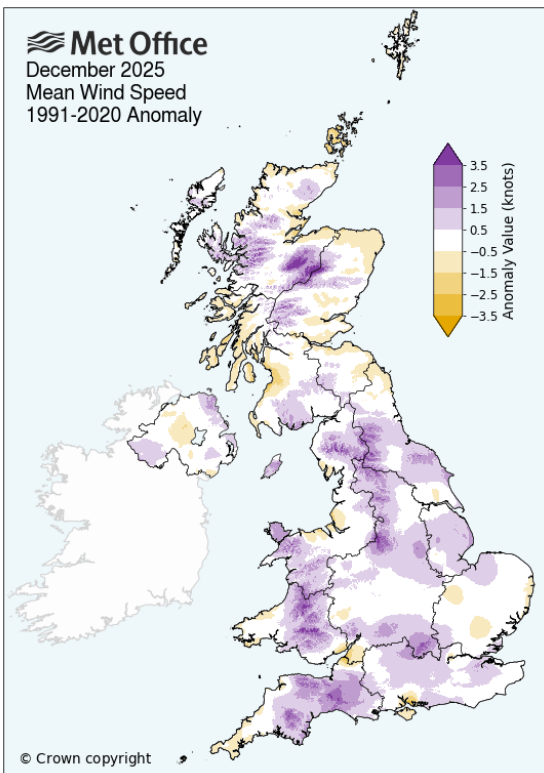 Met Office
December 2025
Mean Wind Speed
1991-2020 Anomaly
3.5
2.5
1.5
0.5
−0.5
−1.5
−2.5
−3.5
Anomaly Value (knots)
© Crown copyright